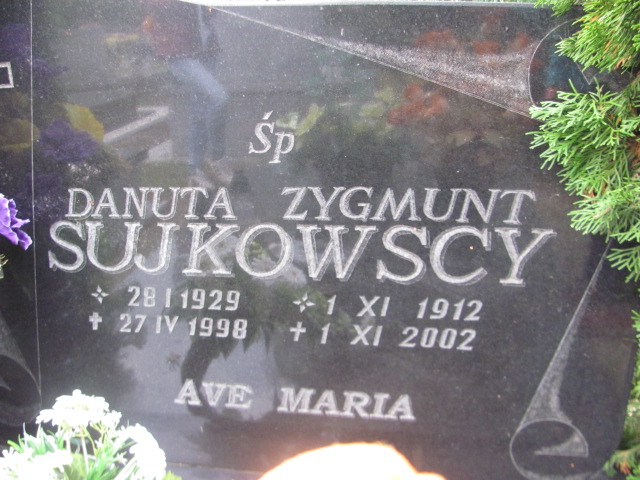 Śp
DANUTA ZYGMUNT
SUJKOWSCY
28 I 1929 1 XI 1912
✝ 27 IV 1998 + 1 XI 2002
AVE MARIA